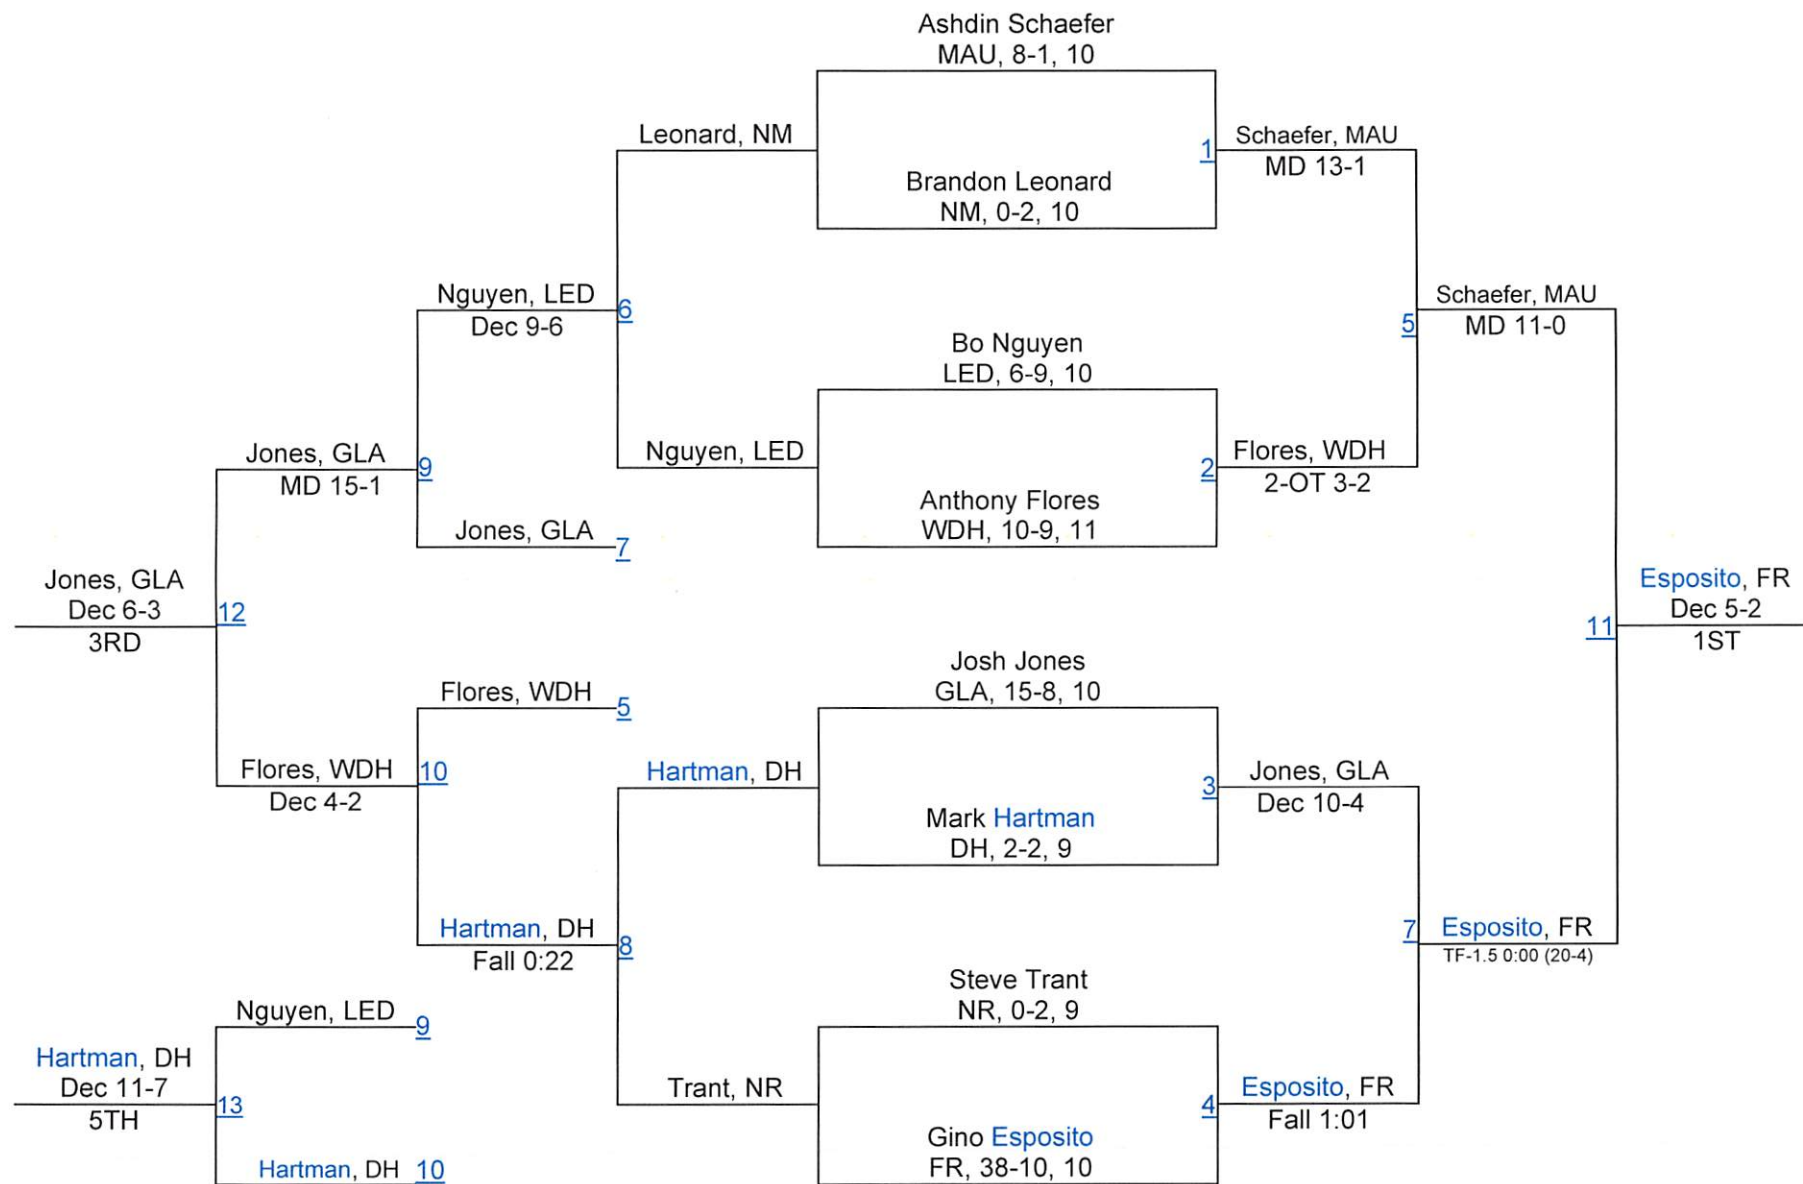 Ashdin Schaefer
MAU, 8-1, 10
Leonard, NM
1
Schaefer, MAU
MD 13-1
Brandon Leonard
NM, 0-2, 10
Nguyen, LED
Dec 9-6
6
Schaefer, MAU
MD 11-0
5
Bo Nguyen
LED, 6-9, 10
Jones, GLA
MD 15-1
9
Nguyen, LED
2
Flores, WDH
2-OT 3-2
Anthony Flores
WDH, 10-9, 11
Jones, GLA
7
Jones, GLA
Dec 6-3
3RD
12
Esposito, FR
Dec 5-2
1ST
11
Josh Jones
GLA, 15-8, 10
Flores, WDH
5
Flores, WDH
Dec 4-2
10
Hartman, DH
3
Jones, GLA
Dec 10-4
Mark Hartman
DH, 2-2, 9
Hartman, DH
Fall 0:22
8
7
Esposito, FR
TF-1.5 0:00 (20-4)
Steve Trant
NR, 0-2, 9
Nguyen, LED
9
Hartman, DH
Dec 11-7
5TH
13
Trant, NR
4
Esposito, FR
Fall 1:01
Gino Esposito
FR, 38-10, 10
Hartman, DH
10